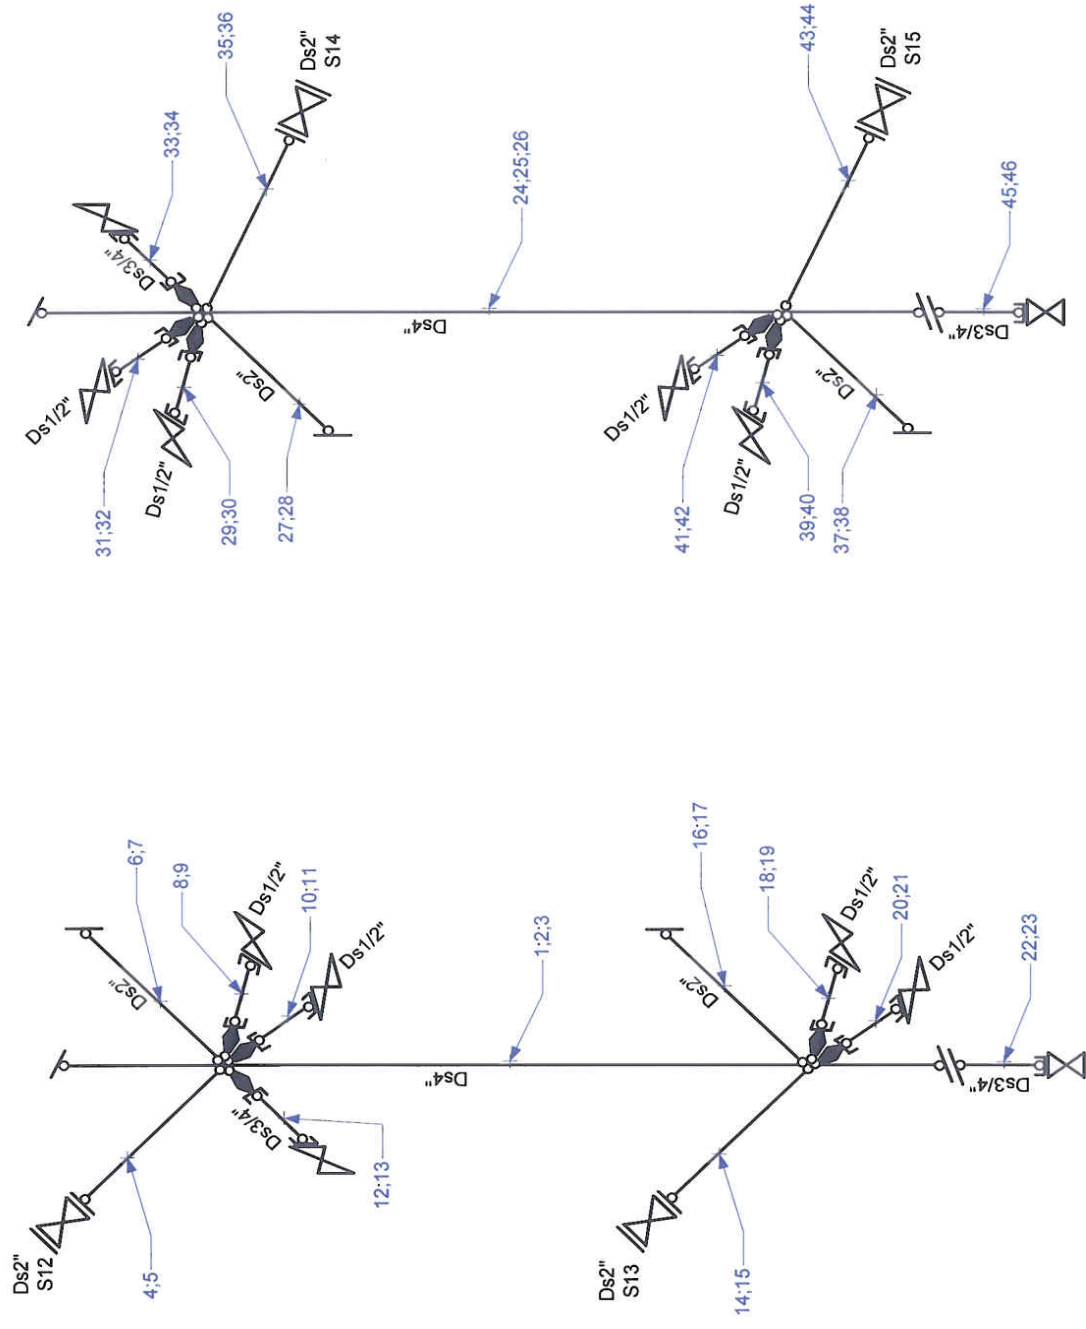 35;36
Ds2"
S14
33;34
Ds3/4"
Ds1/2"
Ds1/2"
Ds2"
31;32
29;30
27;28
24;25;26
Ds4"
43;44
Ds2"
S15
Ds1/2"
Ds1/2"
Ds2"
41;42
39;40
37;38
45;46
Ds3/4"
6;7
Ds2"
8;9
Ds1/2"
10;11
Ds1/2"
Ds3/4"
12;13
Ds2"
S12
4;5
1;2;3
Ds4"
16;17
Ds2"
18;19
Ds1/2"
20;21
Ds1/2"
22;23
Ds3/4"
Ds2"
S13
14;15